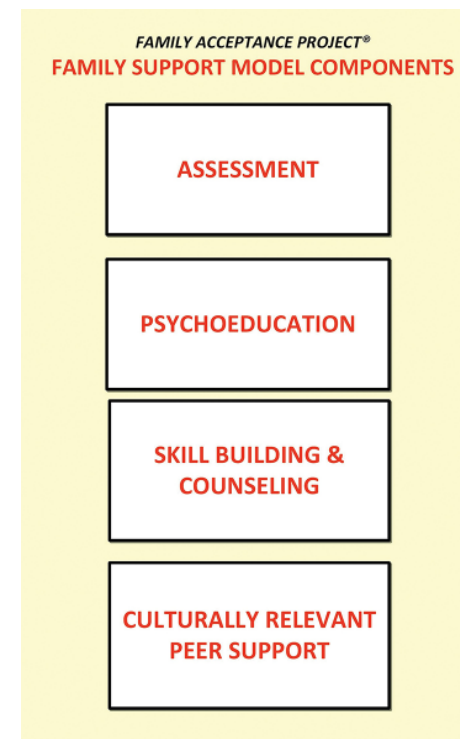 FAMILY ACCEPTANCE PROJECT®
FAMILY SUPPORT MODEL COMPONENTS
ASSESSMENT
PSYCHOEDUCATION
SKILL BUILDING &
COUNSELING
CULTURALLY RELEVANT
PEER SUPPORT